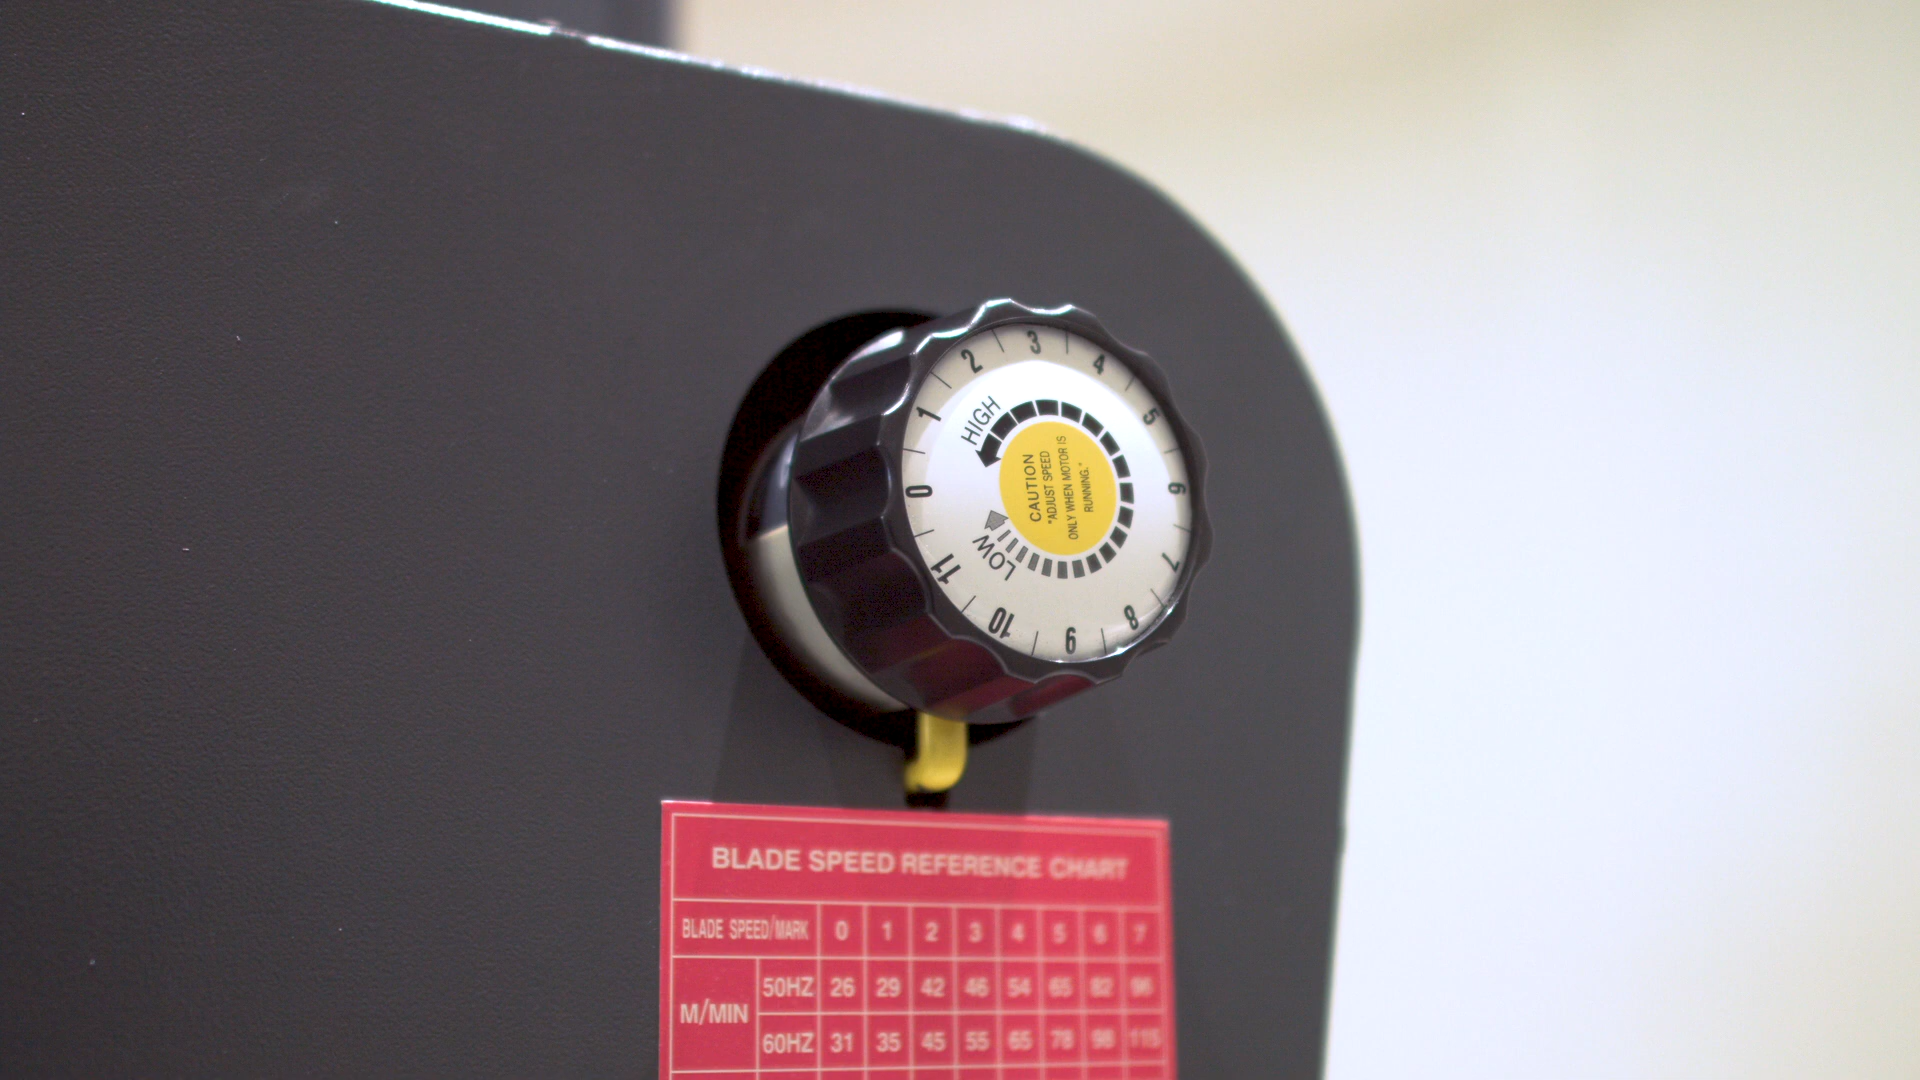 0 1 2 3 4 5 6 7 8 9 10 11
HIGH
LOW
CAUTION
"ADJUST SPEED
ONLY WHEN MOTOR IS
RUNNING."
BLADE SPEED REFERENCE CHART
BLADE SPEED/MARK 0 1 2 3 4 5 6 7
M/MIN
50HZ 26 29 42 46 54 65 82 96
60HZ 31 35 45 55 65 78 98 115